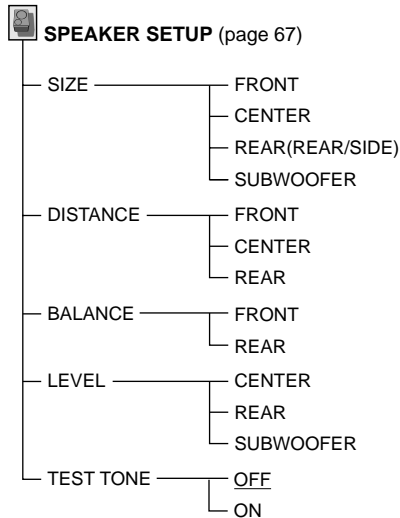 SPEAKER SETUP (page 67)
SIZE FRONT
CENTER
REAR(REAR/SIDE)
SUBWOOFER
DISTANCE FRONT
CENTER
REAR
BALANCE FRONT
REAR
LEVEL CENTER
REAR
SUBWOOFER
TEST TONE OFF
ON